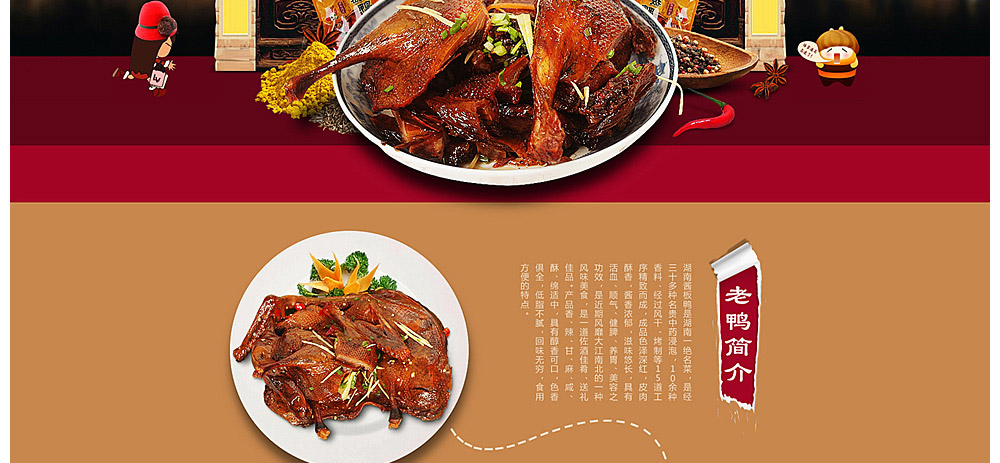 老鸭简介
湖南酱板鸭是湖南一绝名菜，是经
三十多种名贵中药浸泡，10余种
香料、经过风干、烤制等15道工
序精致而成，成品色泽深红，皮肉
酥香，酱香浓郁，滋味悠长，具有
活血、顺气、健脾、养胃、美容之
功效，是近期风靡大江南北的一种
风味美食，是一道佐酒佳肴、送礼
佳品。产品香、辣、甘、麻、咸、
酥、绵适中，具有醇香可口，色香
俱全，低脂不腻，回味无穷，食用
方便的特点。